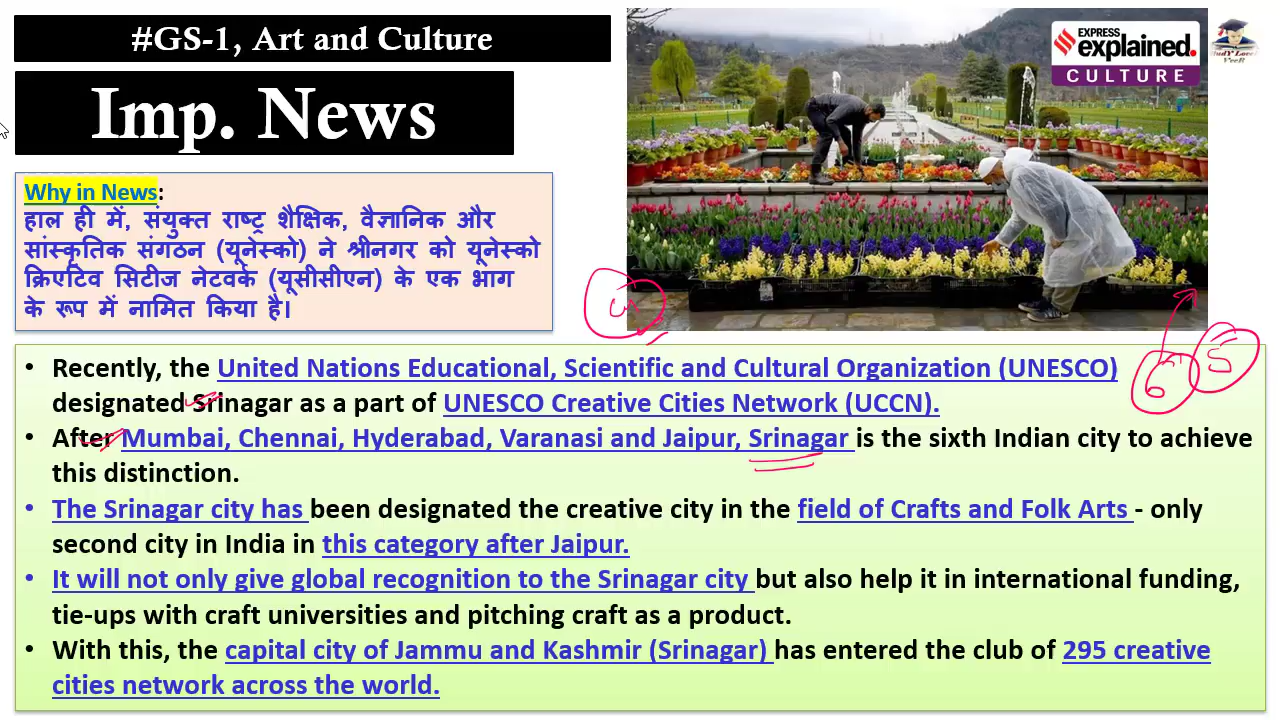 #GS-1, Art and Culture
Imp. News
EXPRESS
explained.
CULTURE
Why in News:
हाल ही में, संयुक्त राष्ट्र शैक्षिक, वैज्ञानिक और
सांस्कृतिक संगठन (यूनेस्को) ने श्रीनगर को यूनेस्को
क्रिएटिव सिटीज नेटवर्क (यूसीसीएन) के एक भाग
के रूप में नामित किया है।
6
5
• Recently, the United Nations Educational, Scientific and Cultural Organization (UNESCO)
designated Srinagar as a part of UNESCO Creative Cities Network (UCCN).
• After Mumbai, Chennai, Hyderabad, Varanasi and Jaipur, Srinagar is the sixth Indian city to achieve
this distinction.
• The Srinagar city has been designated the creative city in the field of Crafts and Folk Arts - only
second city in India in this category after Jaipur.
• It will not only give global recognition to the Srinagar city but also help it in international funding,
tie-ups with craft universities and pitching craft as a product.
• With this, the capital city of Jammu and Kashmir (Srinagar) has entered the club of 295 creative
cities network across the world.